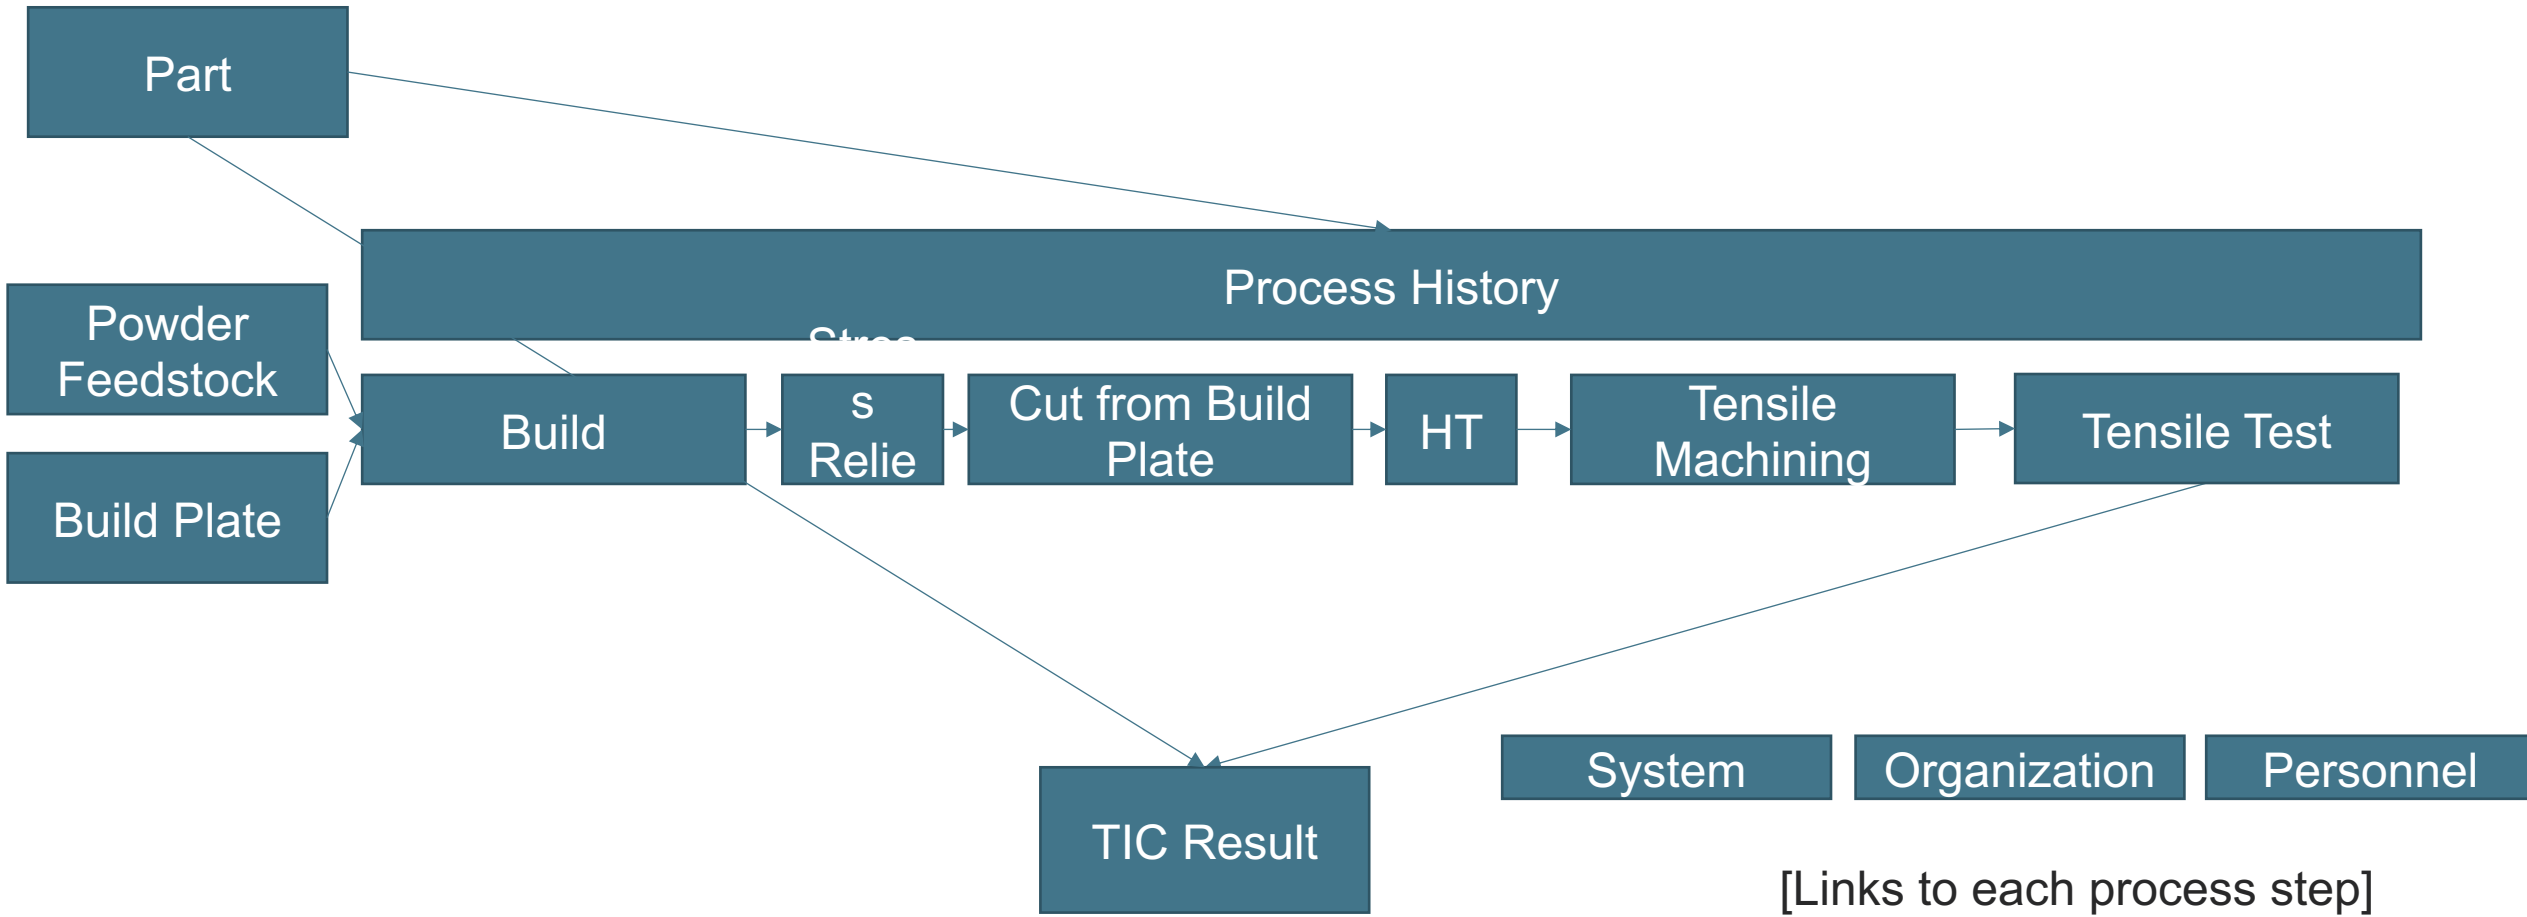 Part
Process History
Powder
Feedstock
Build Plate
Build
Stres
s
Relie
Cut from Build
Plate
HT
Tensile
Machining
Tensile Test
TIC Result
System
Organization
Personnel
[Links to each process step]